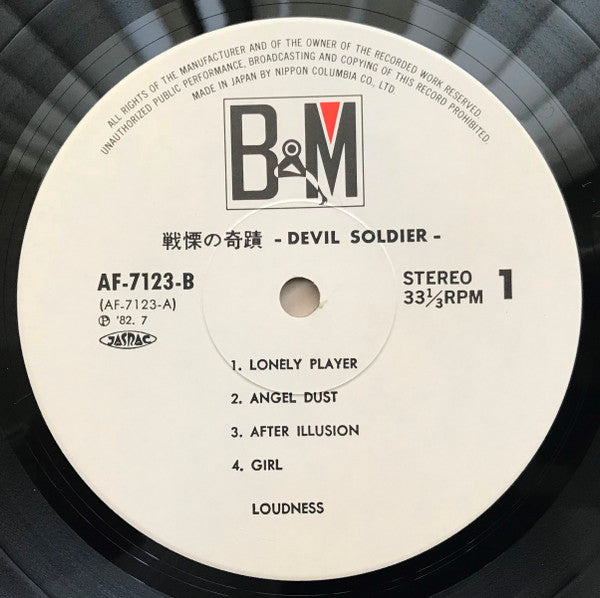 ALL RIGHTS OF THE MANUFACTURER AND OF THE OWNER OF THE RECORDED WORK RESERVED.
UNAUTHORIZED PUBLIC PERFORMANCE, BROADCASTING AND COPYING OF THIS RECORD PROHIBITED.
MADE IN JAPAN BY NIPPON COLUMBIA CO., LTD.
B&M
戦慄の奇蹟 - DEVIL SOLDIER -
AF-7123-B
(AF-7123-A)
Ⓟ '82. 7
JASRAC
STEREO 1
33⅓RPM
1. LONELY PLAYER
2. ANGEL DUST
3. AFTER ILLUSION
4. GIRL
LOUDNESS